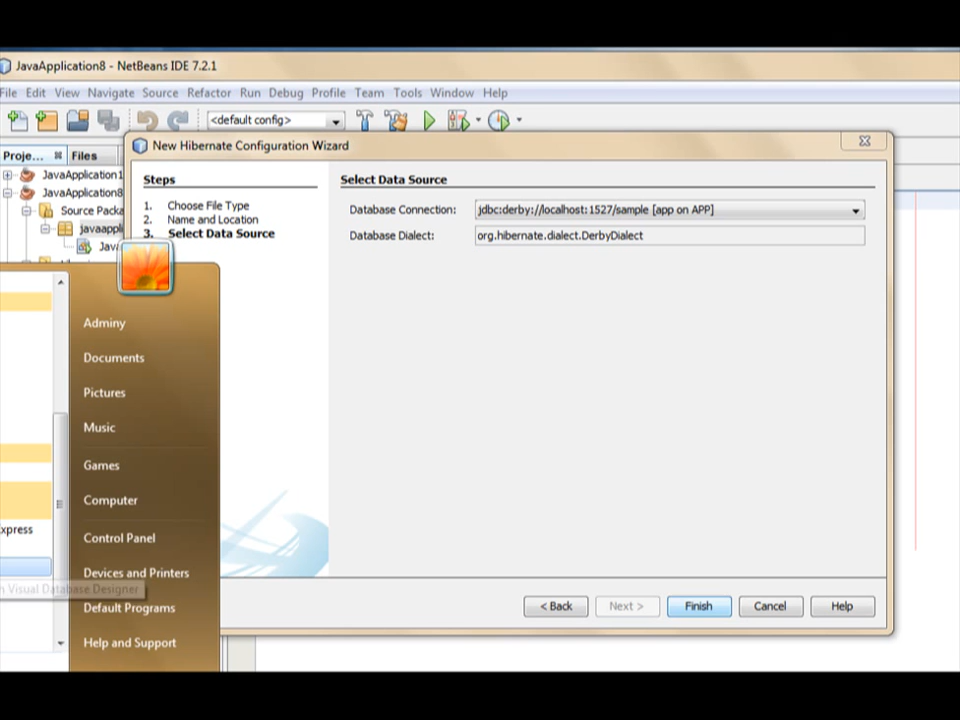 JavaApplication8 - NetBeans IDE 7.2.1
File Edit View Navigate Source Refactor Run Debug Profile Team Tools Window Help
<default config>
Proje... Files
JavaApplication1
JavaApplication8
Source Packa
javaappli
Jav
New Hibernate Configuration Wizard
Steps
1. Choose File Type
2. Name and Location
3. Select Data Source
Select Data Source
Database Connection: jdbc:derby://localhost:1527/sample [app on APP]
Database Dialect: org.hibernate.dialect.DerbyDialect
Adminy
Documents
Pictures
Music
Games
Computer
Control Panel
Devices and Printers
Default Programs
Help and Support
xpress
n Visual Database Designer
< Back Next > Finish Cancel Help